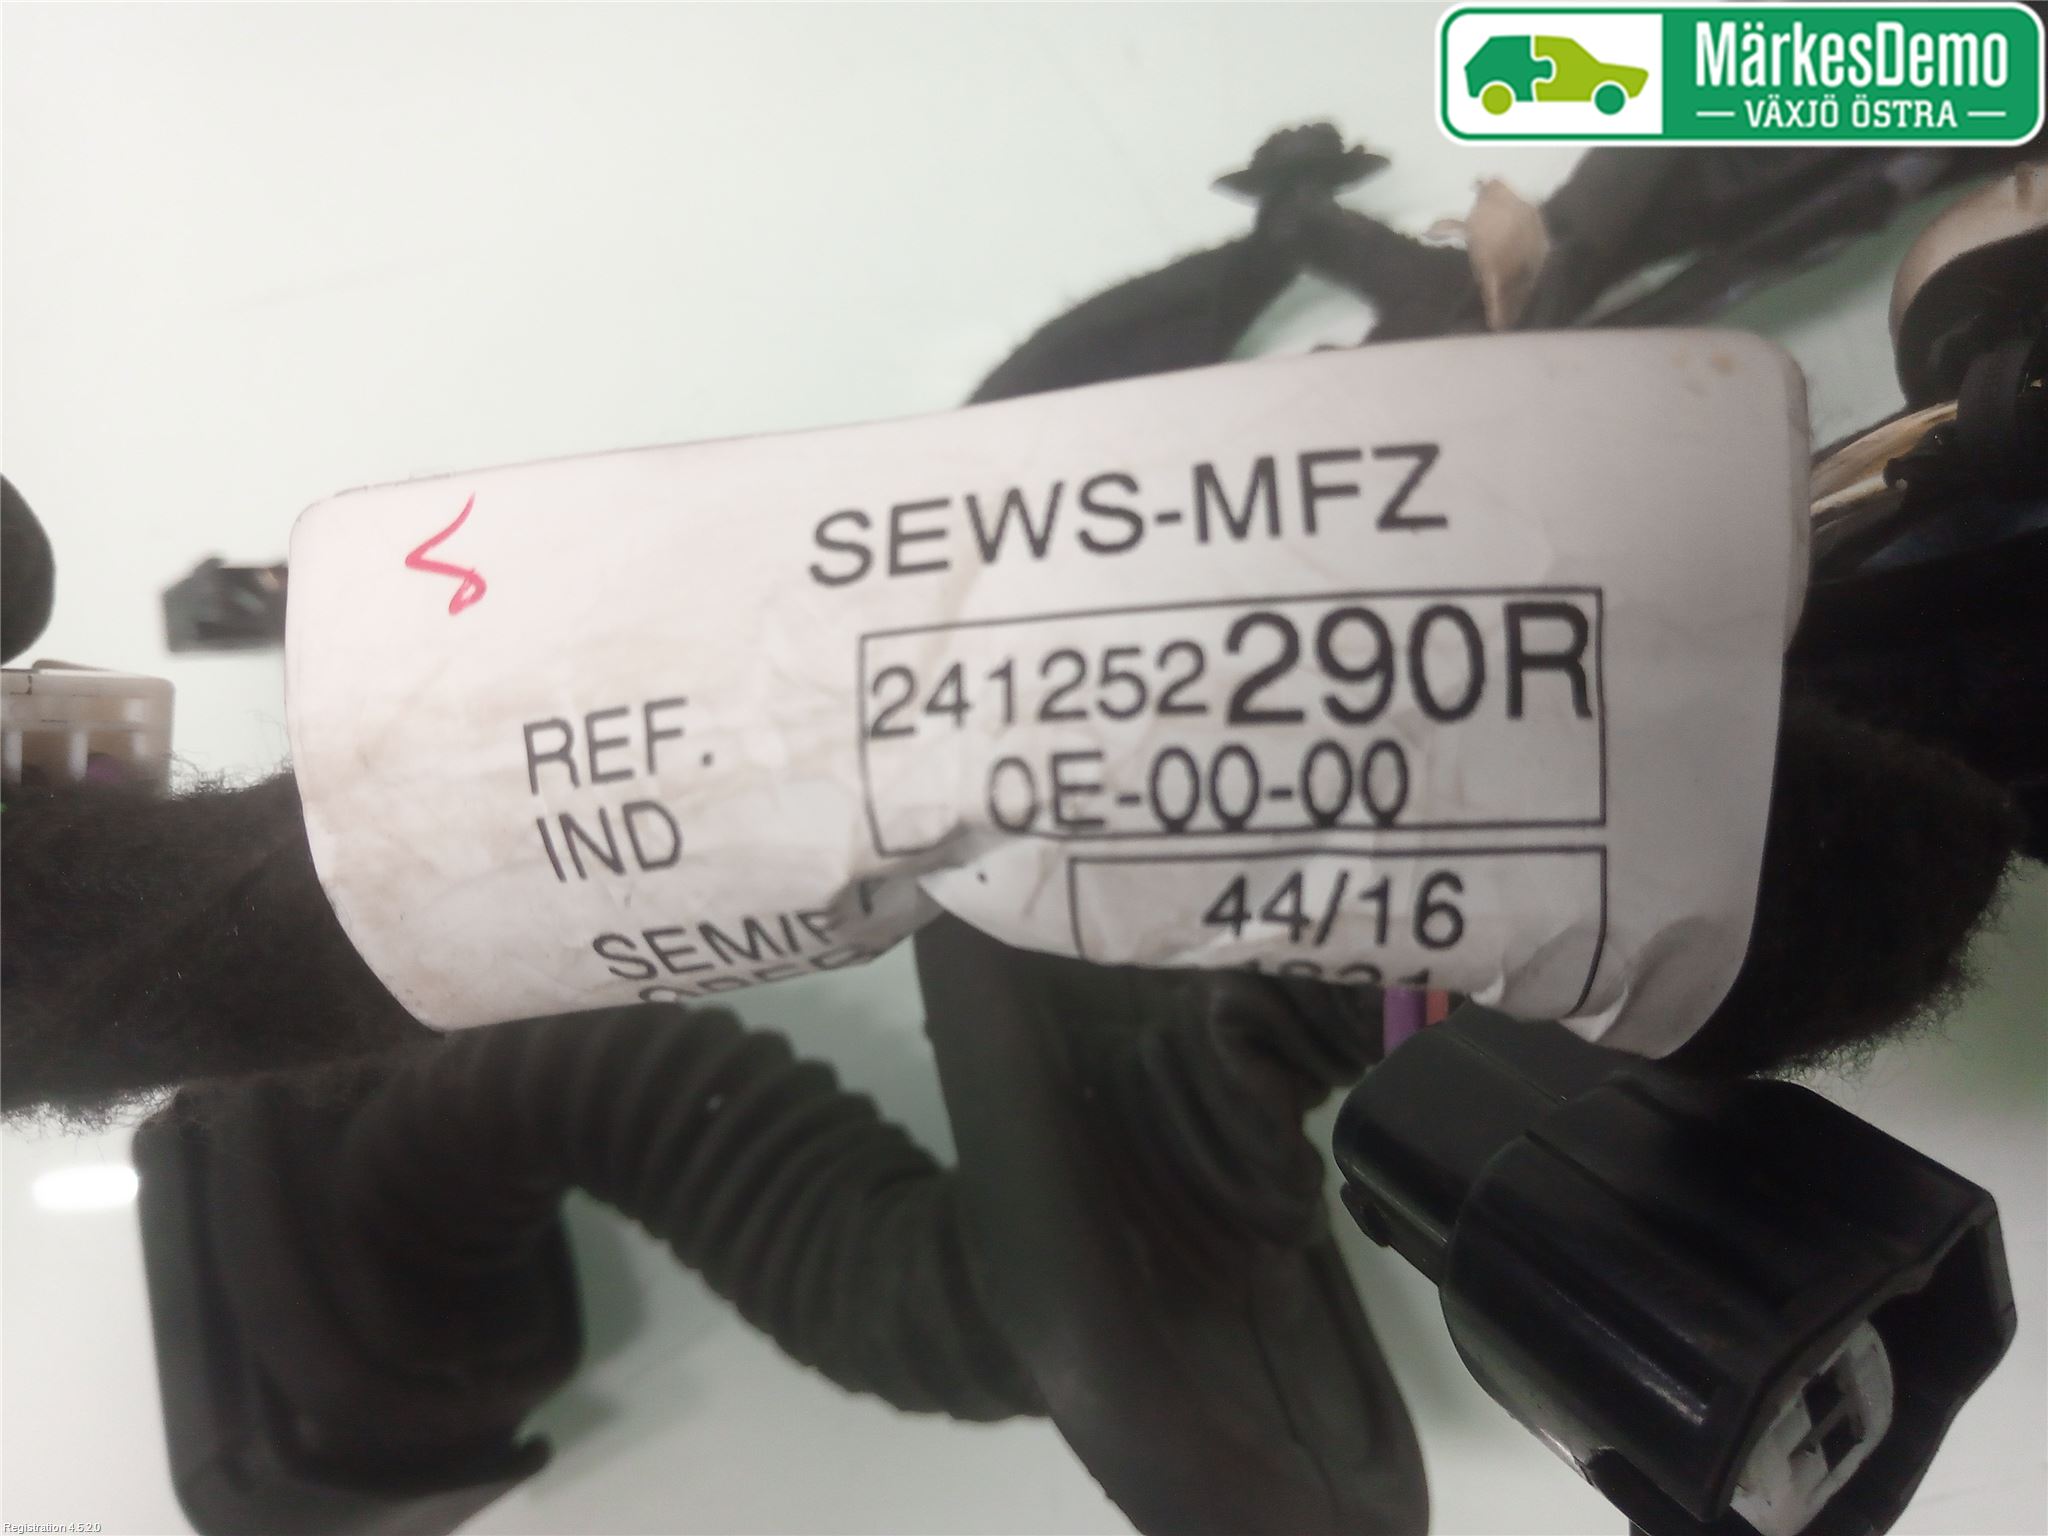 MärkesDemo
— VÄXJÖ ÖSTRA —
SEWS-MFZ
REF. 241252290R
IND 0E-00-00
44/16
Registration 4.5.2.0